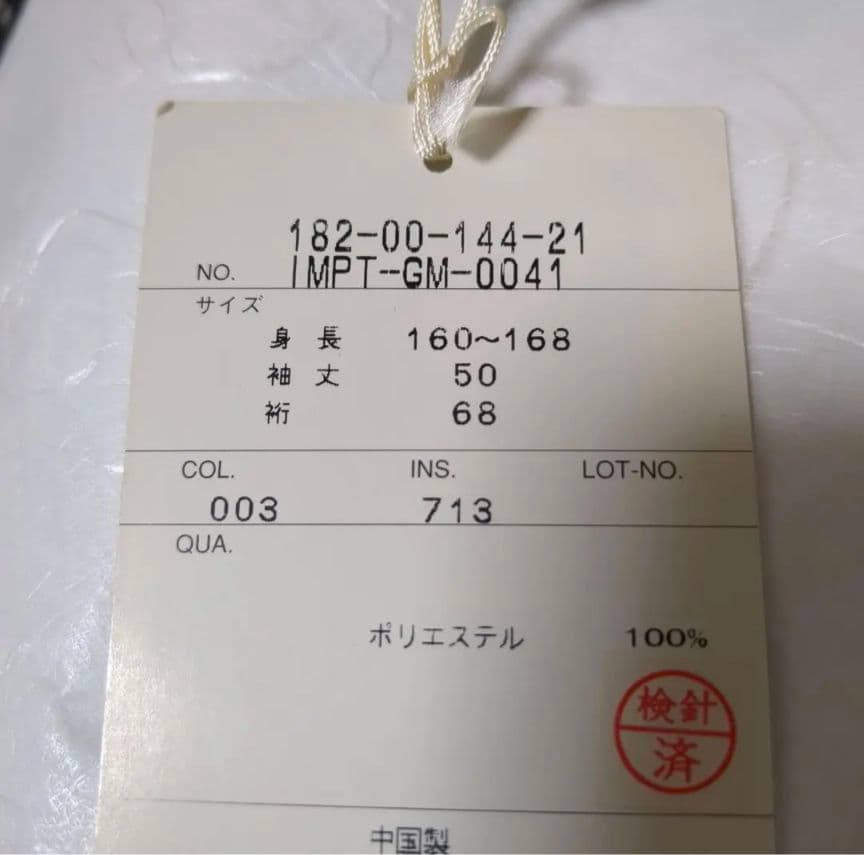 182-00-144-21
NO. IMPT-GM-0041
サイズ
身長 160~168
袖丈 50
裄 68
COL. INS. LOT-NO.
003 713
QUA.
ポリエステル 100%
検針
済
中国製